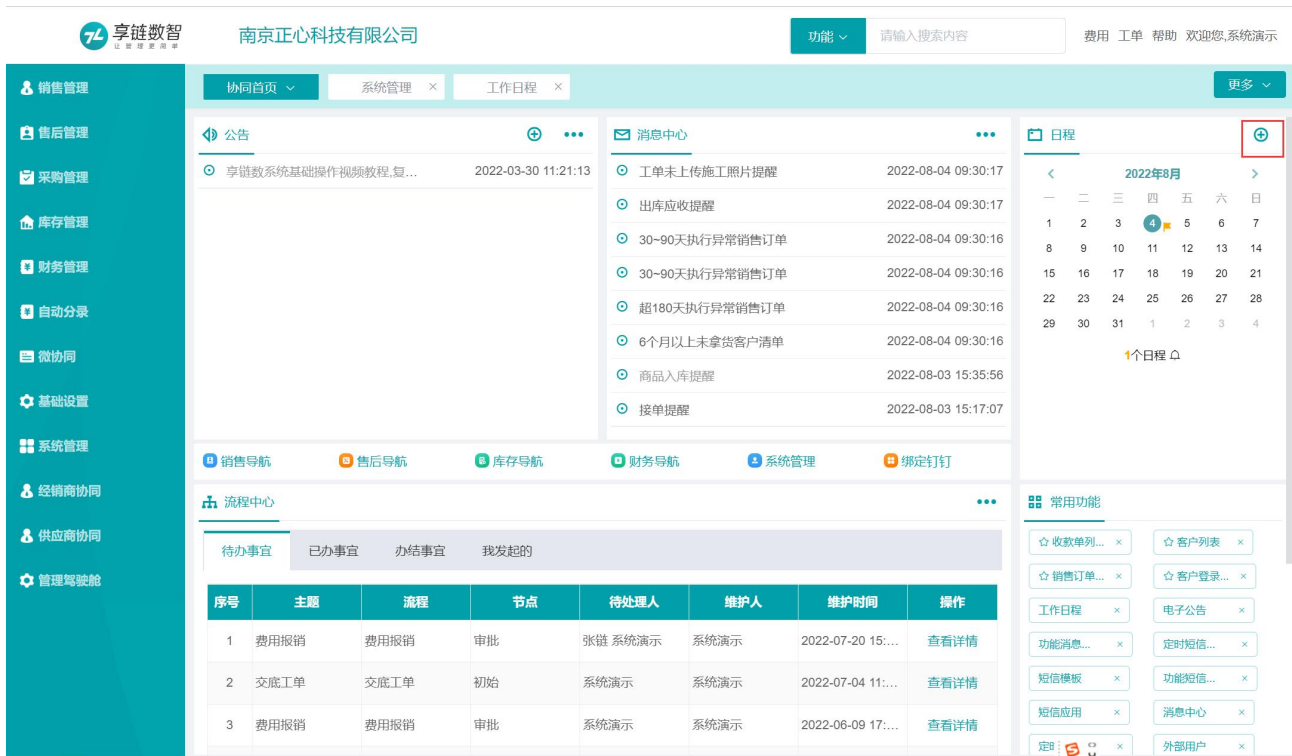 享链数智
让管理更简单
南京正心科技有限公司
功能
请输入搜索内容
费用 工单 帮助 欢迎您,系统演示
销售管理
售后管理
采购管理
库存管理
财务管理
自动分录
微协同
基础设置
系统管理
经销商协同
供应商协同
管理驾驶舱
协同首页
系统管理 ×
工作日程 ×
更多
公告
享链数系统基础操作视频教程,复... 2022-03-30 11:21:13
消息中心
工单未上传施工照片提醒 2022-08-04 09:30:17
出库应收提醒 2022-08-04 09:30:17
30~90天执行异常销售订单 2022-08-04 09:30:16
30~90天执行异常销售订单 2022-08-04 09:30:16
超180天执行异常销售订单 2022-08-04 09:30:16
6个月以上未拿货客户清单 2022-08-04 09:30:16
商品入库提醒 2022-08-03 15:35:56
接单提醒 2022-08-03 15:17:07
日程
2022年8月
一 二 三 四 五 六 日
1 2 3 4 5 6 7
8 9 10 11 12 13 14
15 16 17 18 19 20 21
22 23 24 25 26 27 28
29 30 31 1 2 3 4
1个日程
销售导航 售后导航 库存导航 财务导航 系统管理 绑定钉钉
流程中心
待办事宜 已办事宜 办结事宜 我发起的
序号 主题 流程 节点 待处理人 维护人 维护时间 操作
1 费用报销 费用报销 审批 张链 系统演示 系统演示 2022-07-20 15:... 查看详情
2 交底工单 交底工单 初始 系统演示 系统演示 2022-07-04 11:... 查看详情
3 费用报销 费用报销 审批 系统演示 系统演示 2022-06-09 17:... 查看详情
常用功能
收款单列... × 客户列表 ×
销售订单... × 客户登录... ×
工作日程 × 电子公告 ×
功能消息... × 定时短信... ×
短信模板 × 功能短信... ×
短信应用 × 消息中心 ×
× 外部用户 ×